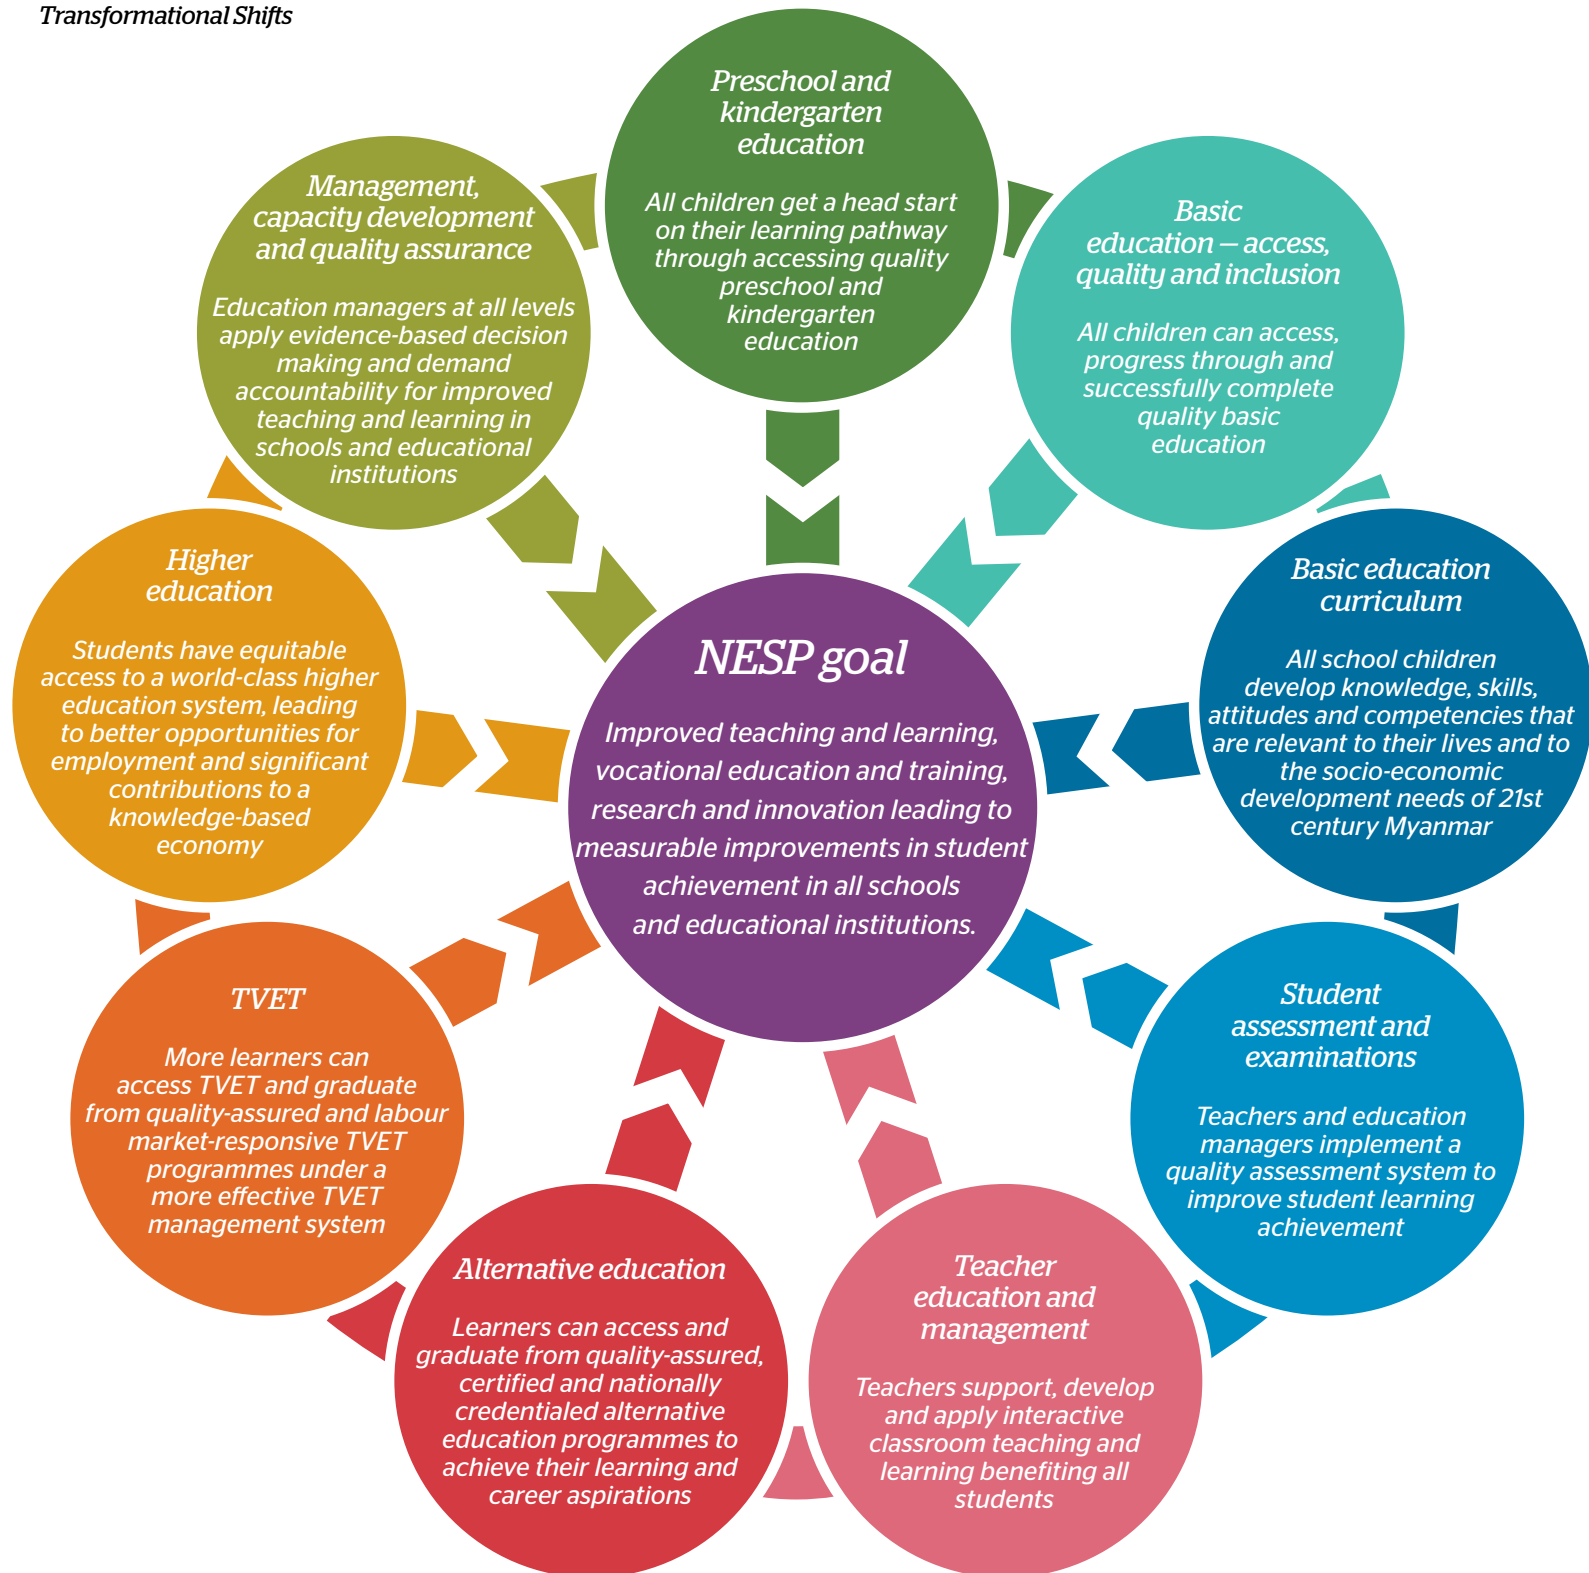 Transformational Shifts
Preschool and
kindergarten
education
All children get a head start
on their learning pathway
through accessing quality
preschool and
kindergarten
education
Basic
education – access,
quality and inclusion
All children can access,
progress through and
successfully complete
quality basic
education
Basic education
curriculum
All school children
develop knowledge, skills,
attitudes and competencies that
are relevant to their lives and to
the socio-economic
development needs of 21st
century Myanmar
Student
assessment and
examinations
Teachers and education
managers implement a
quality assessment system to
improve student learning
achievement
Teacher
education and
management
Teachers support, develop
and apply interactive
classroom teaching and
learning benefiting all
students
Alternative education
Learners can access and
graduate from quality-assured,
certified and nationally
credentialed alternative
education programmes to
achieve their learning and
career aspirations
TVET
More learners can
access TVET and graduate
from quality-assured and labour
market-responsive TVET
programmes under a
more effective TVET
management system
Higher
education
Students have equitable
access to a world-class higher
education system, leading
to better opportunities for
employment and significant
contributions to a
knowledge-based
economy
Management,
capacity development
and quality assurance
Education managers at all levels
apply evidence-based decision
making and demand
accountability for improved
teaching and learning in
schools and educational
institutions
NESP goal
Improved teaching and learning,
vocational education and training,
research and innovation leading to
measurable improvements in student
achievement in all schools
and educational institutions.